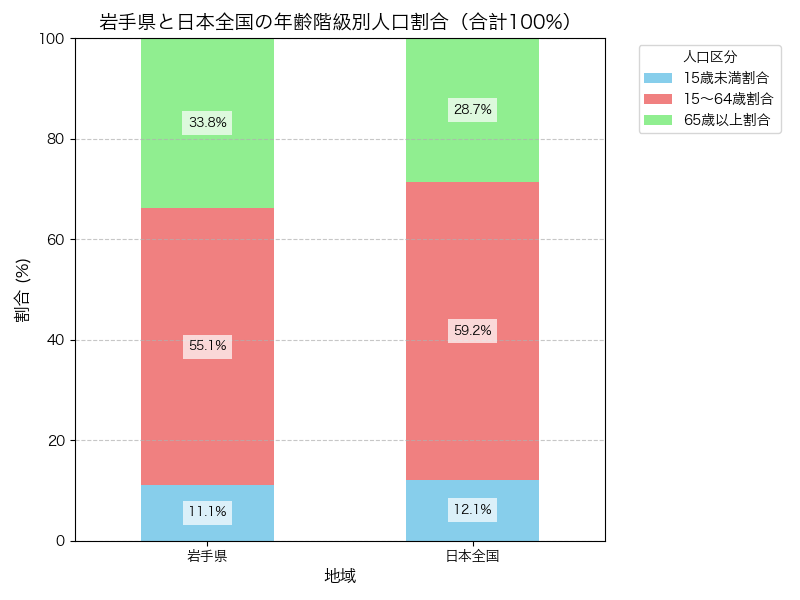 岩手県と日本全国の年齢階級別人口割合（合計100%）
人口区分
15歳未満割合
15～64歳割合
65歳以上割合
割合 (%)
100
80
60
40
20
0
33.8%
55.1%
11.1%
28.7%
59.2%
12.1%
岩手県
日本全国
地域